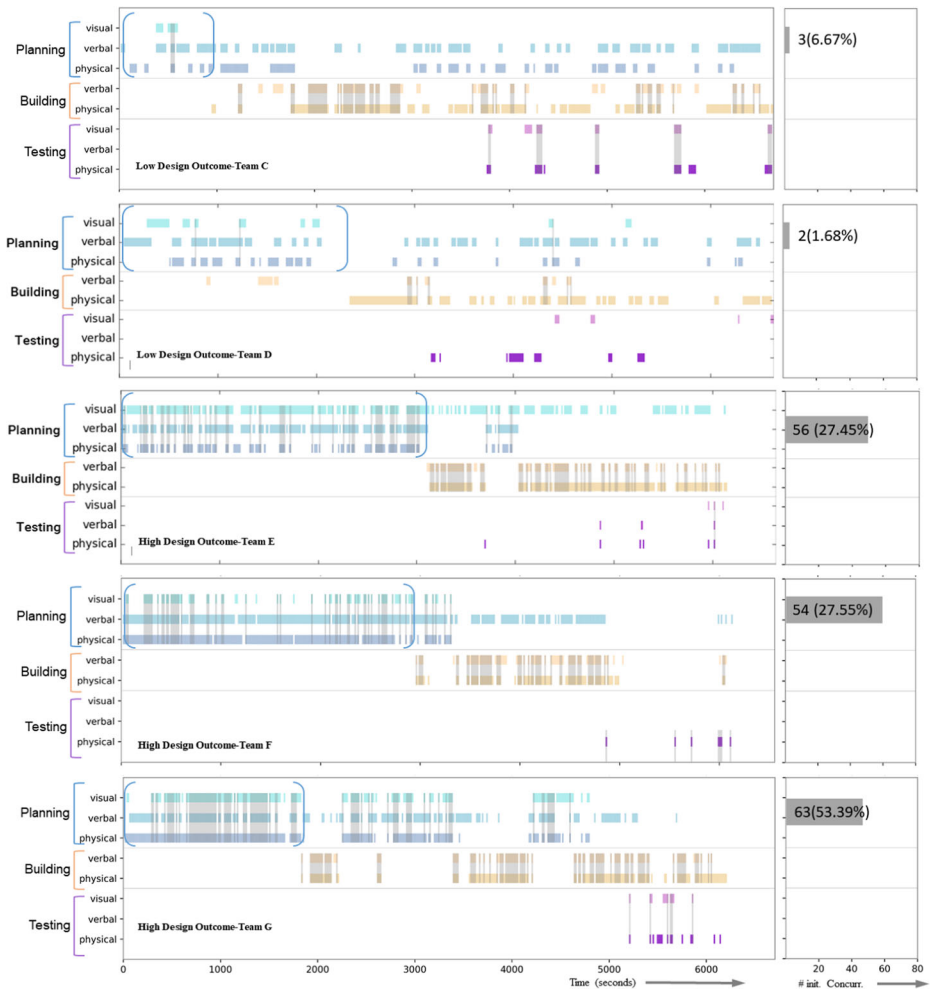 Planning
visual
verbal
physical
3(6.67%)
Building
verbal
physical
Testing
visual
verbal
physical
Low Design Outcome-Team C
Planning
visual
verbal
physical
2(1.68%)
Building
verbal
physical
Testing
visual
verbal
physical
Low Design Outcome-Team D
Planning
visual
verbal
physical
56 (27.45%)
Building
verbal
physical
Testing
visual
verbal
physical
High Design Outcome-Team E
Planning
visual
verbal
physical
54 (27.55%)
Building
verbal
physical
Testing
visual
verbal
physical
High Design Outcome-Team F
Planning
visual
verbal
physical
63(53.39%)
Building
verbal
physical
Testing
visual
verbal
physical
High Design Outcome-Team G
0 1000 2000 3000 4000 5000 6000 20 40 60 80
Time (seconds) # init. Concurr.